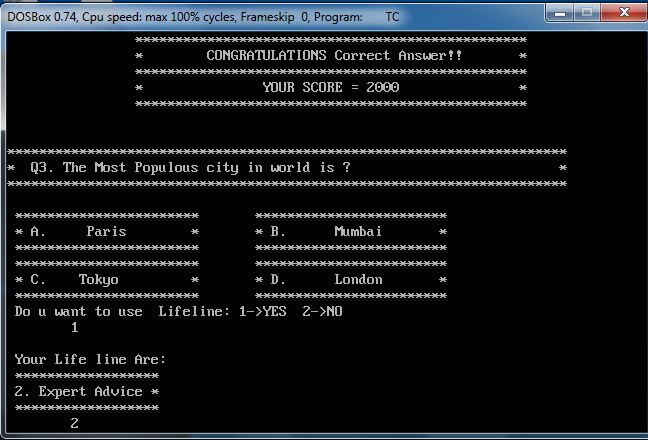 DOSBox 0.74, Cpu speed: max 100% cycles, Frameskip 0, Program: TC
*************************************************
* CONGRATULATIONS Correct Answer!! *
*************************************************
* YOUR SCORE = 2000 *
*************************************************
***********************************************************************
* Q3. The Most Populous city in world is ? *
***********************************************************************
*********************** ************************
* A. Paris * * B. Mumbai *
*********************** ************************
*********************** ************************
* C. Tokyo * * D. London *
*********************** ************************
Do u want to use Lifeline: 1->YES 2->NO
1
Your Life line Are:
******************
2. Expert Advice *
******************
2